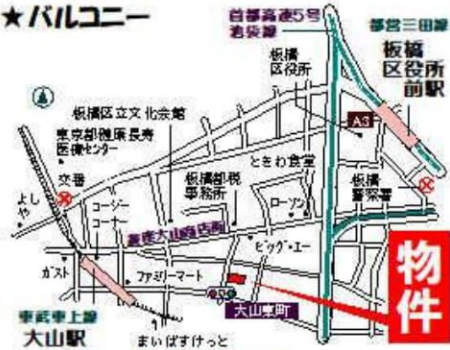 ★バルコニー
首都高速5号
池袋線
都営三田線
板橋
区役所
前駅
板橋
区役所
A3
板橋区立文化会館
東京都健康長寿
医療センター
交番
ときわ食堂
よしや
コージー
コーナー
板橋都税
事務所
ローソン
板橋
警察署
遊座大山商店街
ビッグ・エー
ガスト
ファミリーマート
物件
大山東町
東武東上線
大山駅
まいばすけっと